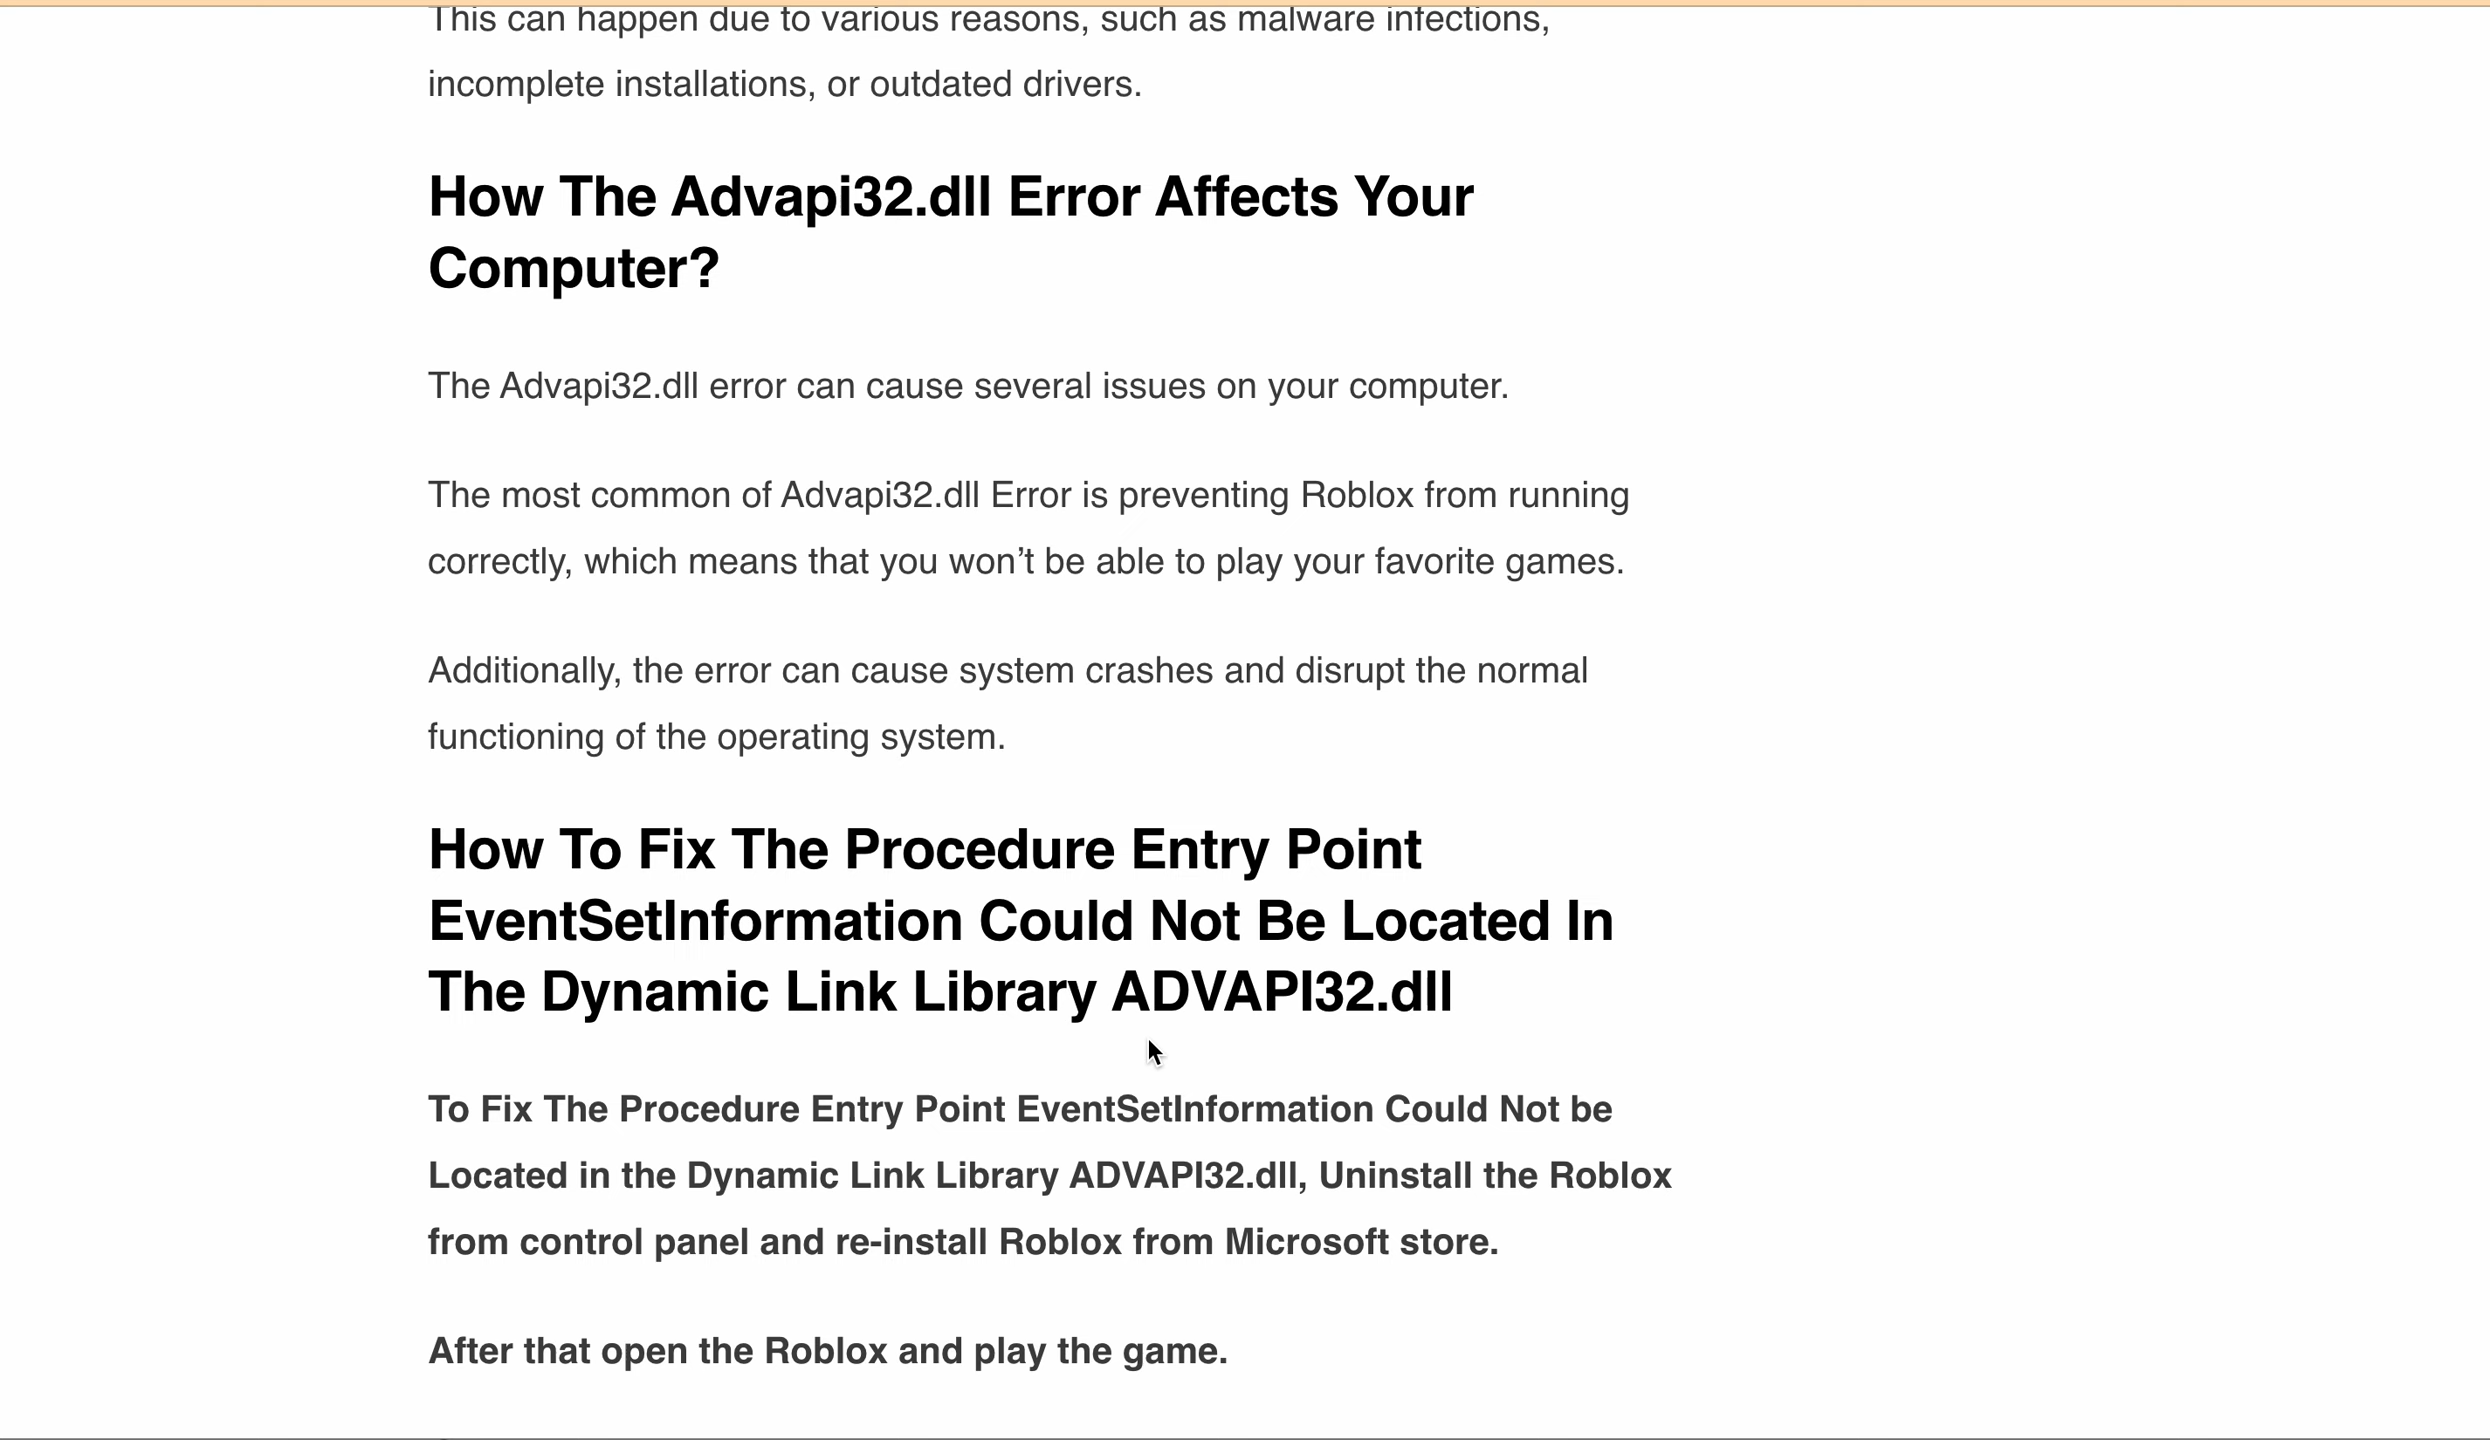 This can happen due to various reasons, such as malware infections,
incomplete installations, or outdated drivers.
How The Advapi32.dll Error Affects Your
Computer?
The Advapi32.dll error can cause several issues on your computer.
The most common of Advapi32.dll Error is preventing Roblox from running
correctly, which means that you won’t be able to play your favorite games.
Additionally, the error can cause system crashes and disrupt the normal
functioning of the operating system.
How To Fix The Procedure Entry Point
EventSetInformation Could Not Be Located In
The Dynamic Link Library ADVAPI32.dll
To Fix The Procedure Entry Point EventSetInformation Could Not be
Located in the Dynamic Link Library ADVAPI32.dll, Uninstall the Roblox
from control panel and re-install Roblox from Microsoft store.
After that open the Roblox and play the game.